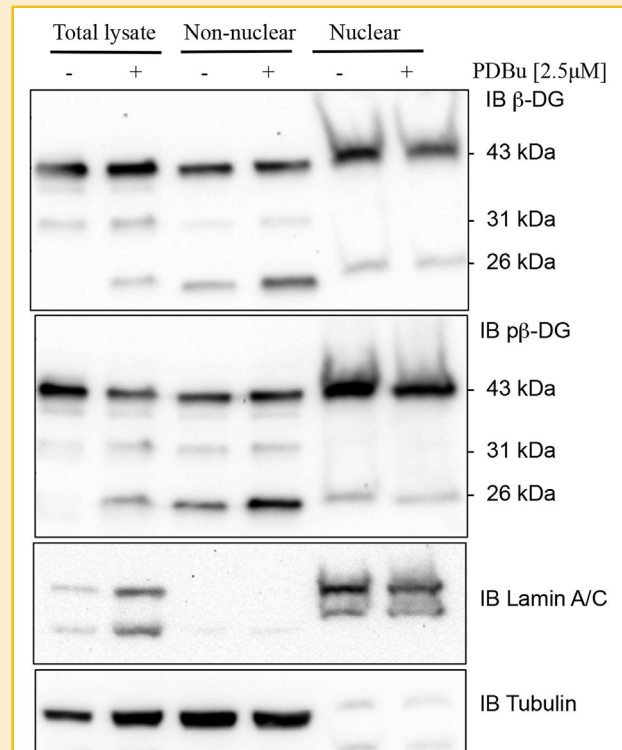 Total lysate Non-nuclear Nuclear
- + - + - + PDBu [2.5μM]
IB β-DG
- 43 kDa
- 31 kDa
- 26 kDa
IB pβ-DG
- 43 kDa
- 31 kDa
- 26 kDa
IB Lamin A/C
IB Tubulin